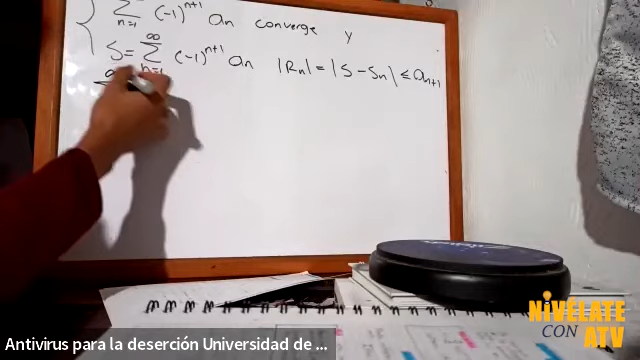 ∑ n=1 (-1)^{n+1} an converge y
S = ∑_{n=1}^{∞} (-1)^{n+1} an |Rn| = |S - Sn| ≤ an+1
NIVÉLATE
CON ATV
Antivirus para la deserción Universidad de ...